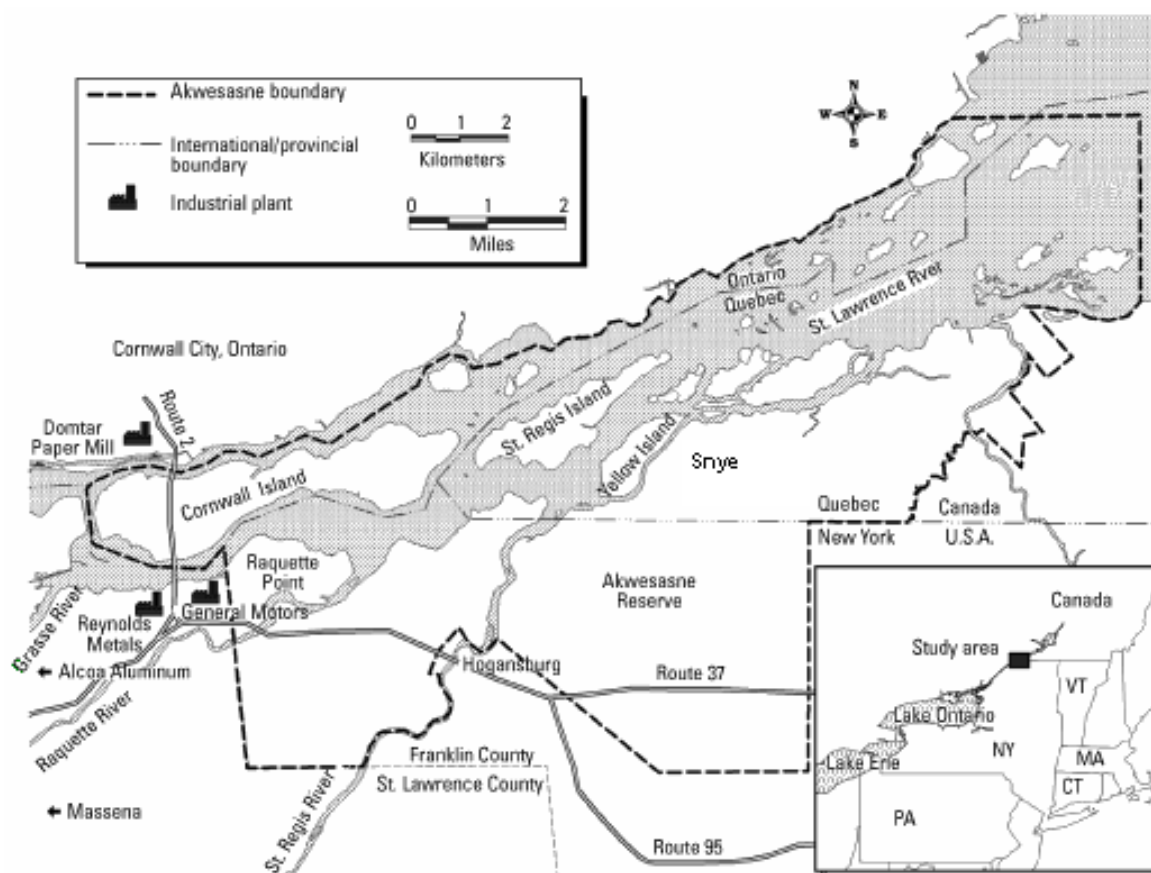 Akwesasne boundary
International/provincial
boundary
Industrial plant
0 1 2
Kilometers
0 1 2
Miles
N
W E
S
Ontario
Quebec
St. Lawrence Rver
Cornwall City, Ontario
Route 2
Domtar
Paper Mill
St. Regis Island
Yellow Island
Snye
Cornwall Island
Quebec Canada
New York U.S.A.
Raquette
Point
Akwesasne
Reserve
Grasse River
Reynolds
Metals
General Motors
Alcoa Aluminum
Hogansburg
Route 37
Raquette River
Franklin County
St. Lawrence County
Massena
St. Regis River
Route 95
Canada
Study area
VT
Lake Ontario
NY
MA
Lake Erie
CT
PA